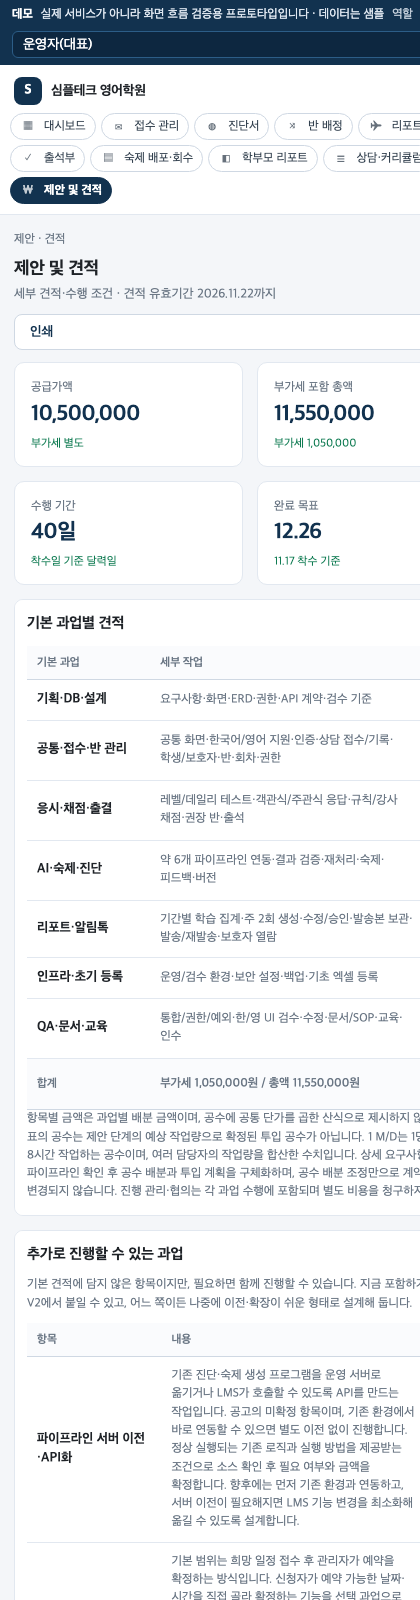 데모 실제 서비스가 아니라 화면 흐름 검증용 프로토타입입니다 · 데이터는 샘플 역할
운영자(대표)
S 심플테크 영어학원
대시보드 접수 관리 진단서 반 배정 리포트
출석부 숙제 배포·회수 학부모 리포트 상담·커리큘럼
₩ 제안 및 견적
제안 · 견적
제안 및 견적
세부 견적·수행 조건 · 견적 유효기간 2026.11.22까지
인쇄
공급가액
10,500,000
부가세 별도
부가세 포함 총액
11,550,000
부가세 1,050,000
수행 기간
40일
착수일 기준 달력일
완료 목표
12.26
11.17 착수 기준
기본 과업별 견적
기본 과업 세부 작업
기획·DB·설계 요구사항·화면·ERD·권한·API 계약·검수 기준
공통·접수·반 관리 공통 화면·한국어/영어 지원·인증·상담 접수/기록·
학생/보호자·반·회차·권한
응시·채점·출결 레벨/데일리 테스트·객관식/주관식 응답·규칙/강사
채점·권장 반·출석
AI·숙제·진단 약 6개 파이프라인 연동·결과 검증·재처리·숙제·
피드백·버전
리포트·알림톡 기간별 학습 집계·주 2회 생성·수정/승인·발송본 보관·
발송/재발송·보호자 열람
인프라·초기 등록 운영/검수 환경·보안 설정·백업·기초 엑셀 등록
QA·문서·교육 통합/권한/예외·한/영 UI 검수·수정·문서/SOP·교육·
인수
합계 부가세 1,050,000원 / 총액 11,550,000원
항목별 금액은 과업별 배분 금액이며, 공수에 공통 단가를 곱한 산식으로 제시하지 않
표의 공수는 제안 단계의 예상 작업량으로 확정된 투입 공수가 아닙니다. 1 M/D는 1명
8시간 작업하는 공수이며, 여러 담당자의 작업량을 합산한 수치입니다. 상세 요구사항
파이프라인 확인 후 공수 배분과 투입 계획을 구체화하며, 공수 배분 조정만으로 계약
변경되지 않습니다. 진행 관리·협의는 각 과업 수행에 포함되며 별도 비용을 청구하지
추가로 진행할 수 있는 과업
기본 견적에 담지 않은 항목이지만, 필요하면 함께 진행할 수 있습니다. 지금 포함하거
V2에서 붙일 수 있고, 어느 쪽이든 나중에 이전·확장이 쉬운 형태로 설계해 둡니다.
항목 내용
파이프라인 서버 이전
·API화
기존 진단·숙제 생성 프로그램을 운영 서버로
옮기거나 LMS가 호출할 수 있도록 API를 만드는
작업입니다. 공고의 미확정 항목이며, 기존 환경에서
바로 연동할 수 있으면 별도 이전 없이 진행합니다.
정상 실행되는 기존 로직과 실행 방법을 제공받는
조건으로 소스 확인 후 필요 여부와 금액을
확정합니다. 향후에는 먼저 기존 환경과 연동하고,
서버 이전이 필요해지면 LMS 기능 변경을 최소화해
옮길 수 있도록 설계합니다.
기본 범위는 희망 일정 접수 후 관리자가 예약을
확정하는 방식입니다. 신청자가 예약 가능한 날짜·
시간을 직접 골라 확정하는 기능을 선택 과업으로